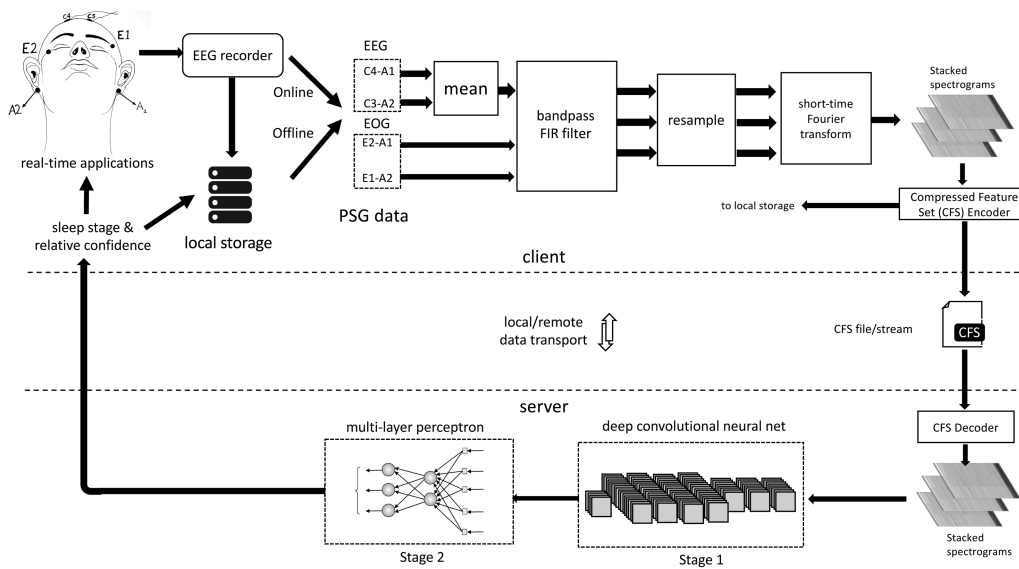 C4 C3
E2 E1
A2 A1
EEG recorder
Online
Offline
real-time applications
sleep stage &
relative confidence
local storage
EEG
C4-A1
C3-A2
EOG
E2-A1
E1-A2
PSG data
mean
bandpass
FIR filter
resample
short-time
Fourier
transform
Stacked
spectrograms
Compressed Feature
Set (CFS) Encoder
to local storage
client
local/remote
data transport
CFS file/stream
CFS
server
CFS Decoder
Stacked
spectrograms
deep convolutional neural net
Stage 1
multi-layer perceptron
Stage 2